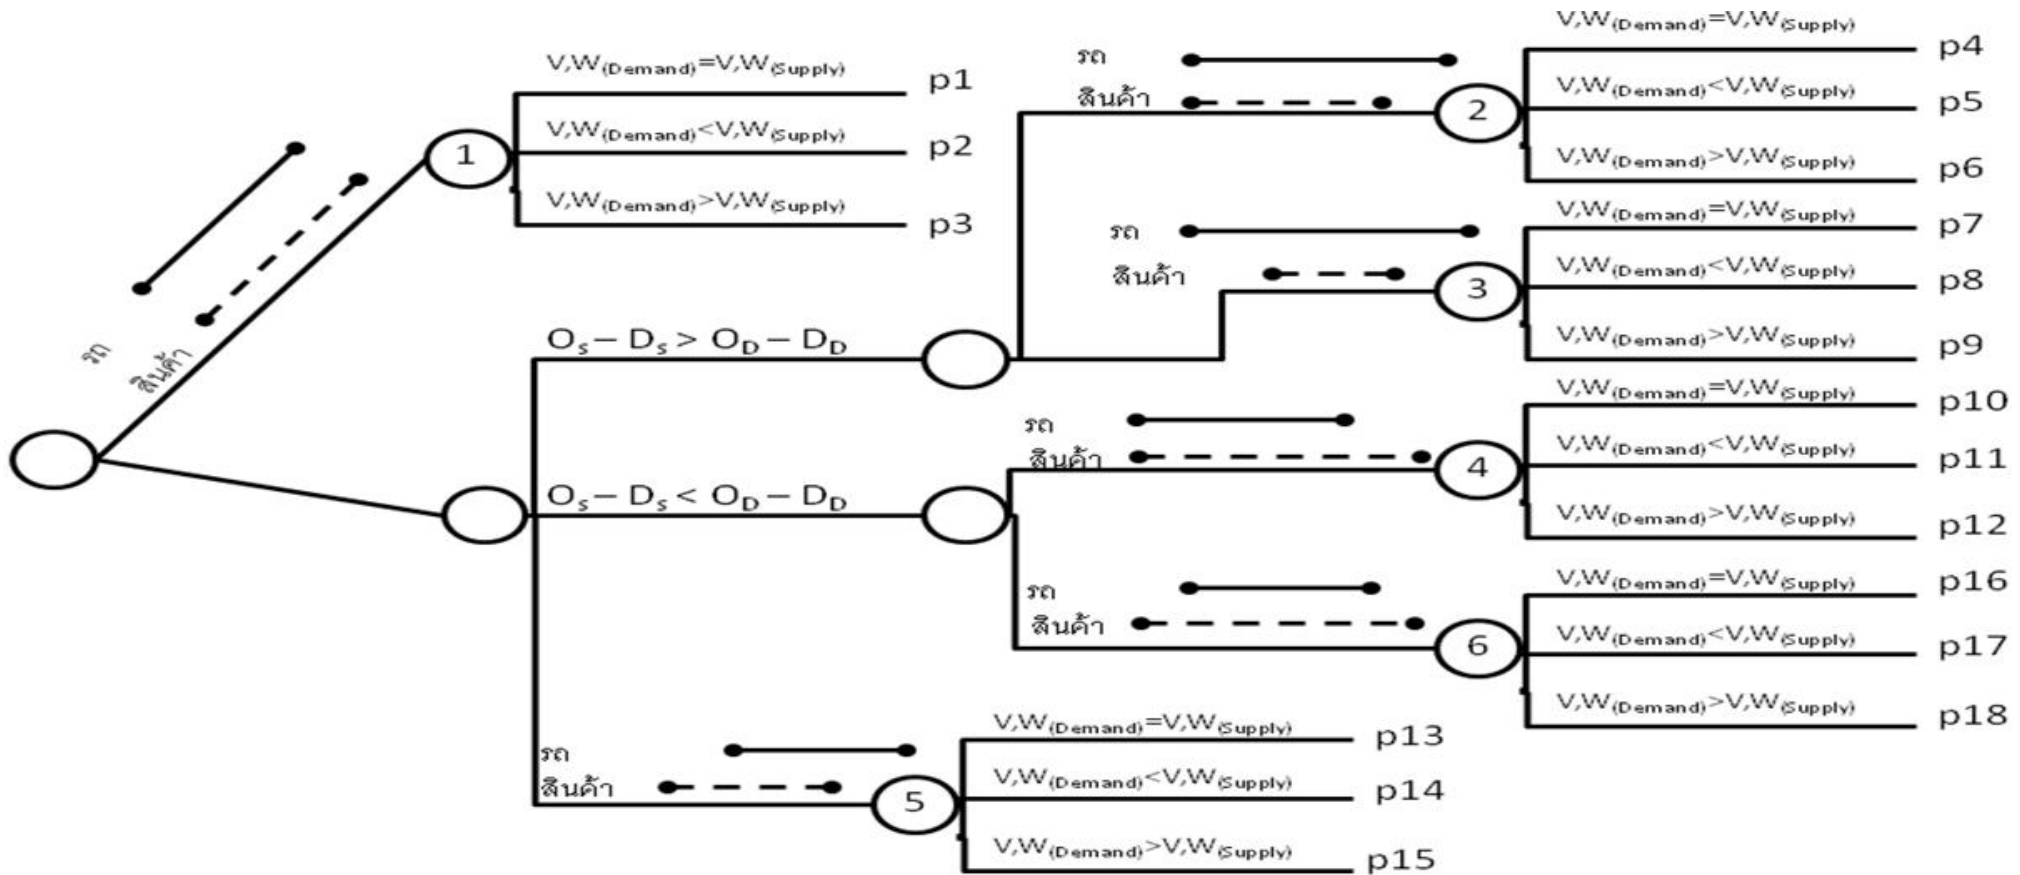 V,W(Demand)=V,W(Supply) p1
V,W(Demand)<V,W(Supply) p2
1
V,W(Demand)>V,W(Supply) p3
รถ
สินค้า
Os – Ds > OD – DD
Os – Ds < OD – DD
รถ
สินค้า
2
V,W(Demand)=V,W(Supply) p4
V,W(Demand)<V,W(Supply) p5
V,W(Demand)>V,W(Supply) p6
รถ
สินค้า
3
V,W(Demand)=V,W(Supply) p7
V,W(Demand)<V,W(Supply) p8
V,W(Demand)>V,W(Supply) p9
รถ
สินค้า
4
V,W(Demand)=V,W(Supply) p10
V,W(Demand)<V,W(Supply) p11
V,W(Demand)>V,W(Supply) p12
รถ
สินค้า
6
V,W(Demand)=V,W(Supply) p16
V,W(Demand)<V,W(Supply) p17
V,W(Demand)>V,W(Supply) p18
รถ
สินค้า
5
V,W(Demand)=V,W(Supply) p13
V,W(Demand)<V,W(Supply) p14
V,W(Demand)>V,W(Supply) p15